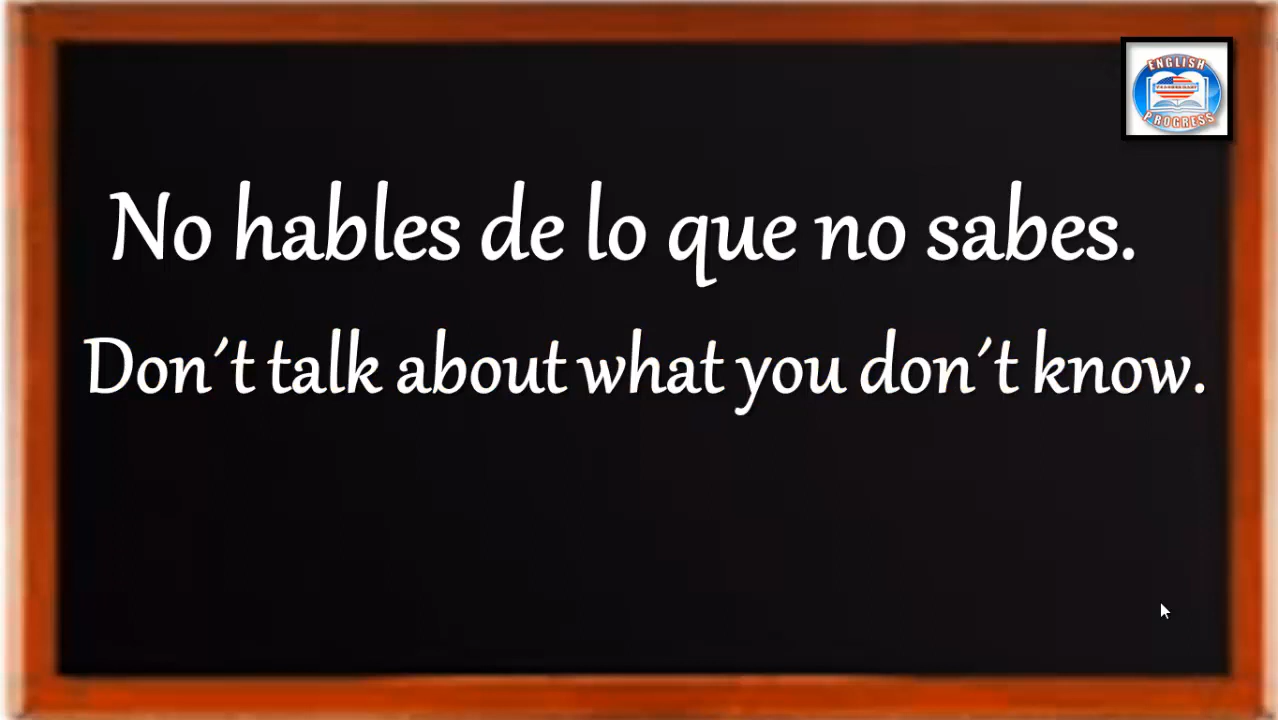 ENGLISH
PROGRESS
No hables de lo que no sabes.
Don´t talk about what you don´t know.